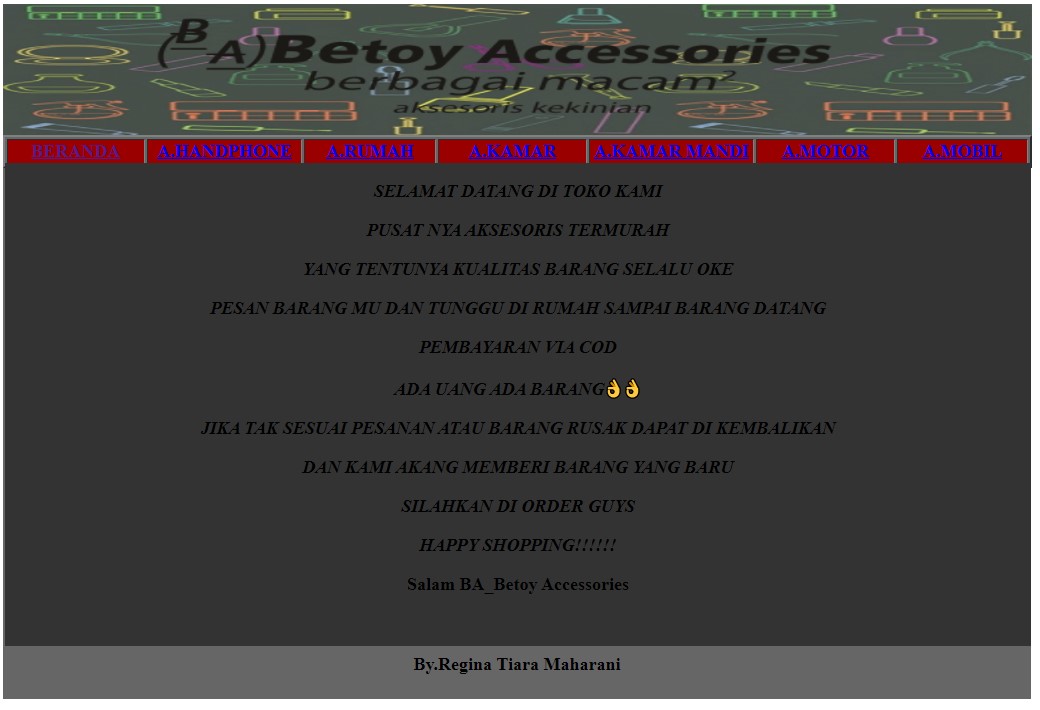 (BA)Betoy Accessories
berbagai macam²
aksesoris kekinian
BERANDA A.HANDPHONE A.RUMAH A.KAMAR A.KAMAR MANDI A.MOTOR A.MOBIL
SELAMAT DATANG DI TOKO KAMI
PUSAT NYA AKSESORIS TERMURAH
YANG TENTUNYA KUALITAS BARANG SELALU OKE
PESAN BARANG MU DAN TUNGGU DI RUMAH SAMPAI BARANG DATANG
PEMBAYARAN VIA COD
ADA UANG ADA BARANG👌👌
JIKA TAK SESUAI PESANAN ATAU BARANG RUSAK DAPAT DI KEMBALIKAN
DAN KAMI AKANG MEMBERI BARANG YANG BARU
SILAHKAN DI ORDER GUYS
HAPPY SHOPPING!!!!!!
Salam BA_Betoy Accessories
By.Regina Tiara Maharani